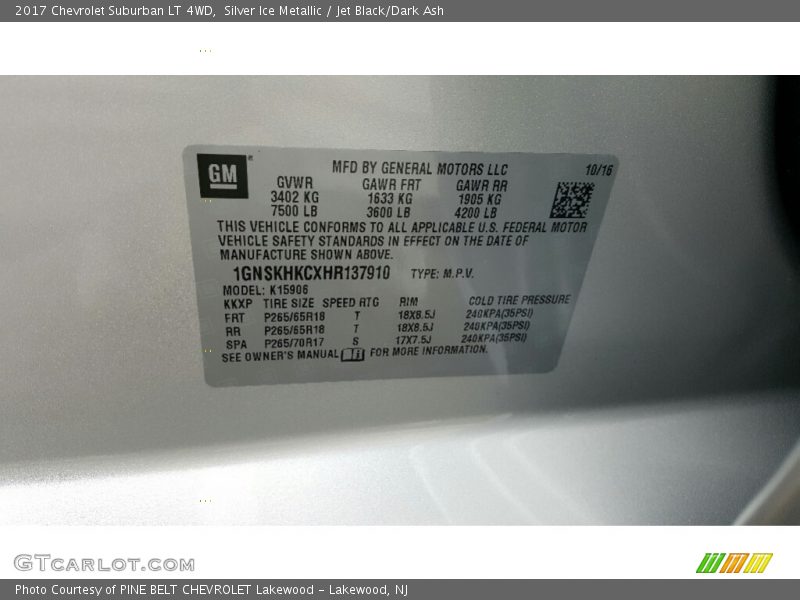 2017 Chevrolet Suburban LT 4WD,  Silver Ice Metallic / Jet Black/Dark Ash
GM
MFD BY GENERAL MOTORS LLC 10/16
GVWR GAWR FRT GAWR RR
3402 KG 1633 KG 1905 KG
7500 LB 3600 LB 4200 LB
THIS VEHICLE CONFORMS TO ALL APPLICABLE U.S. FEDERAL MOTOR
VEHICLE SAFETY STANDARDS IN EFFECT ON THE DATE OF
MANUFACTURE SHOWN ABOVE.
1GNSKHKCXHR137910 TYPE: M.P.V.
MODEL: K15906
KKXP TIRE SIZE SPEED RTG RIM COLD TIRE PRESSURE
FRT P265/65R18 T 18X8.5J 240KPA(35PSI)
RR P265/65R18 T 18X8.5J 240KPA(35PSI)
SPA P265/70R17 S 17X7.5J 240KPA(35PSI)
SEE OWNER'S MANUAL FOR MORE INFORMATION.
GTCARLOT.COM
Photo Courtesy of PINE BELT CHEVROLET Lakewood - Lakewood, NJ